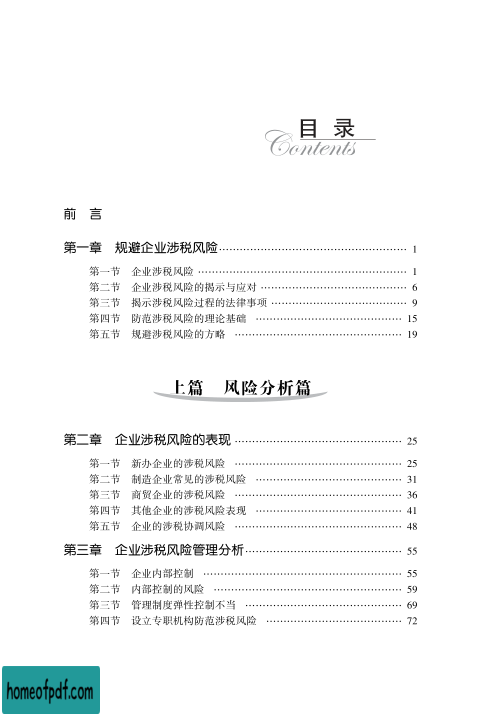 目 录
Contents
前 言
第一章 规避企业涉税风险 …… 1
第一节 企业涉税风险 …… 1
第二节 企业涉税风险的揭示与应对 …… 6
第三节 揭示涉税风险过程的法律事项 …… 9
第四节 防范涉税风险的理论基础 …… 15
第五节 规避涉税风险的方略 …… 19
上篇 风险分析篇
第二章 企业涉税风险的表现 …… 25
第一节 新办企业的涉税风险 …… 25
第二节 制造企业常见的涉税风险 …… 31
第三节 商贸企业的涉税风险 …… 36
第四节 其他企业的涉税风险表现 …… 41
第五节 企业的涉税协调风险 …… 48
第三章 企业涉税风险管理分析 …… 55
第一节 企业内部控制 …… 55
第二节 内部控制的风险 …… 59
第三节 管理制度弹性控制不当 …… 69
第四节 设立专职机构防范涉税风险 …… 72
homeofpdf.com